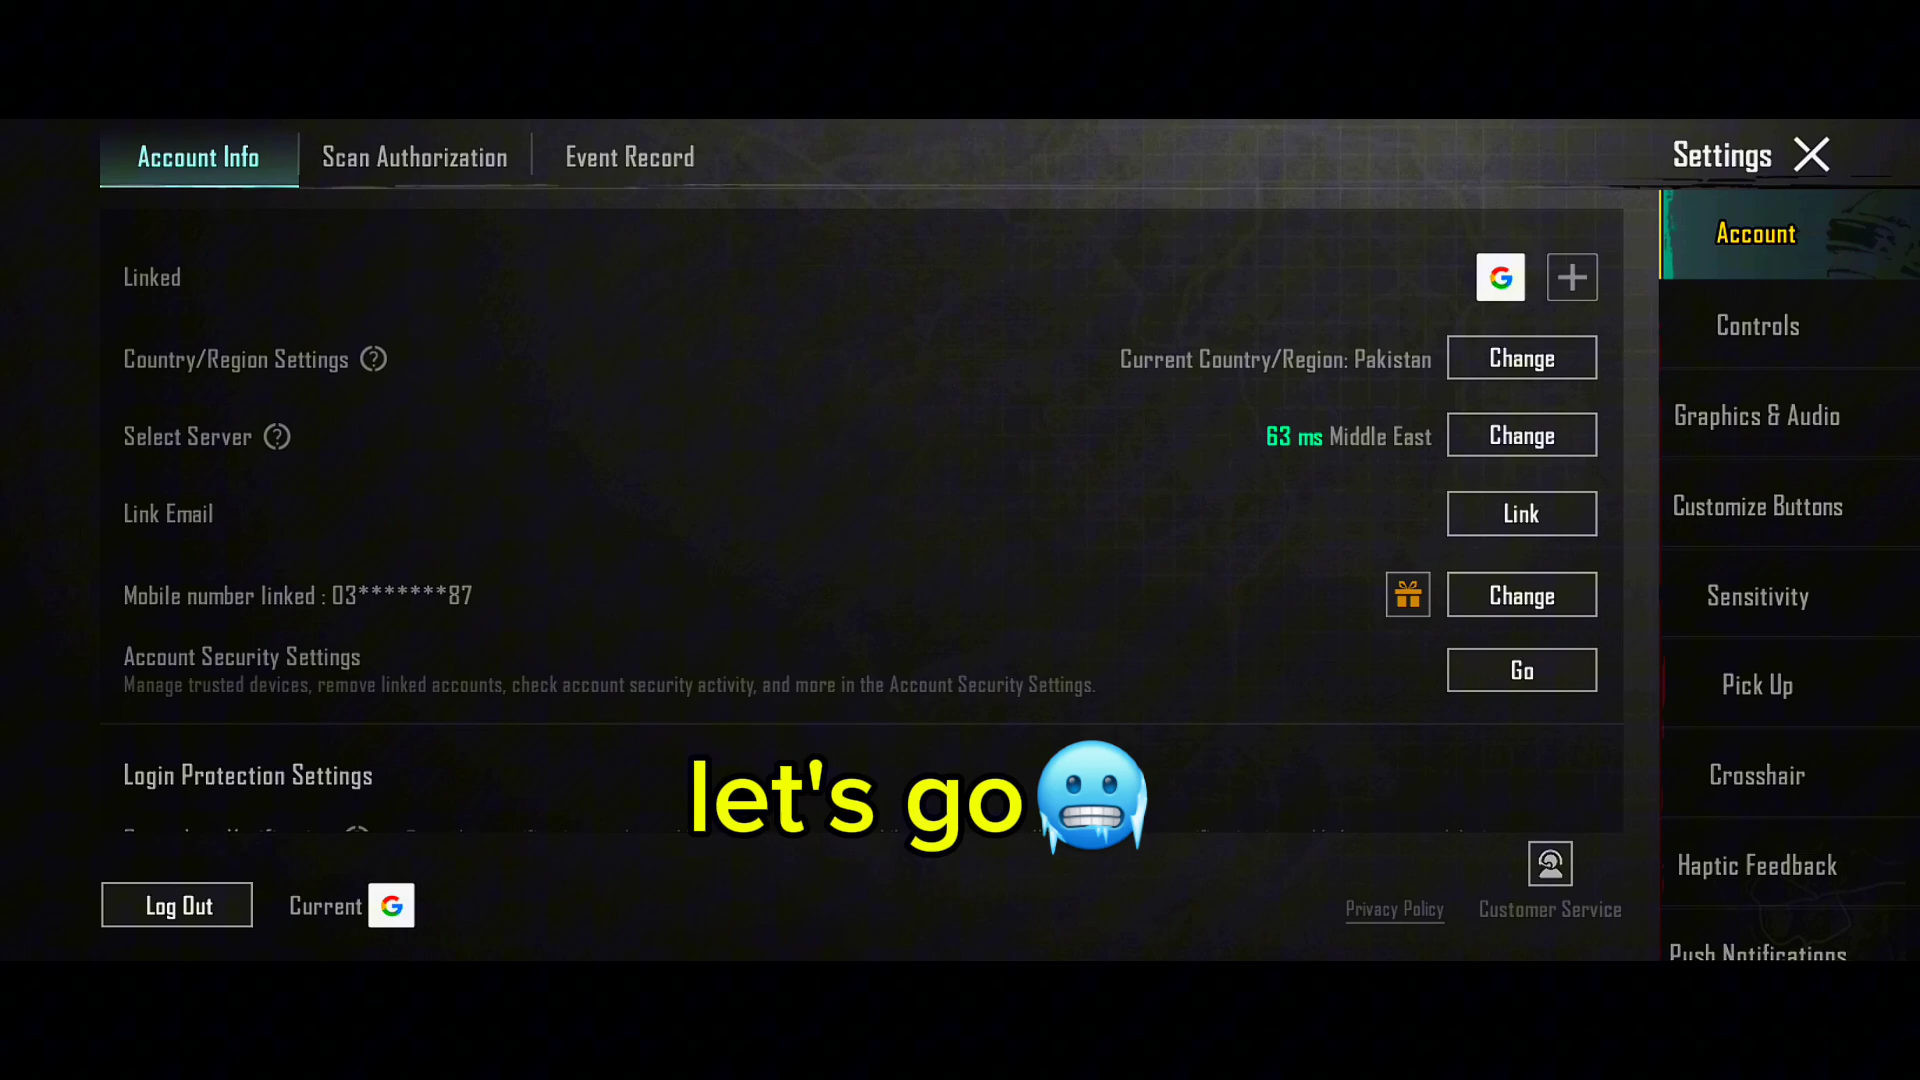 Account Info
Scan Authorization
Event Record
Settings
Linked
Country/Region Settings ?
Current Country/Region: Pakistan
Change
Select Server ?
63 ms Middle East
Change
Link Email
Link
Mobile number linked : 03*******87
Change
Account Security Settings
Manage trusted devices, remove linked accounts, check account security activity, and more in the Account Security Settings.
Go
Login Protection Settings
let's go🥶
Log Out
Current
Privacy Policy
Customer Service
Account
Controls
Graphics & Audio
Customize Buttons
Sensitivity
Pick Up
Crosshair
Haptic Feedback
Push Notifications